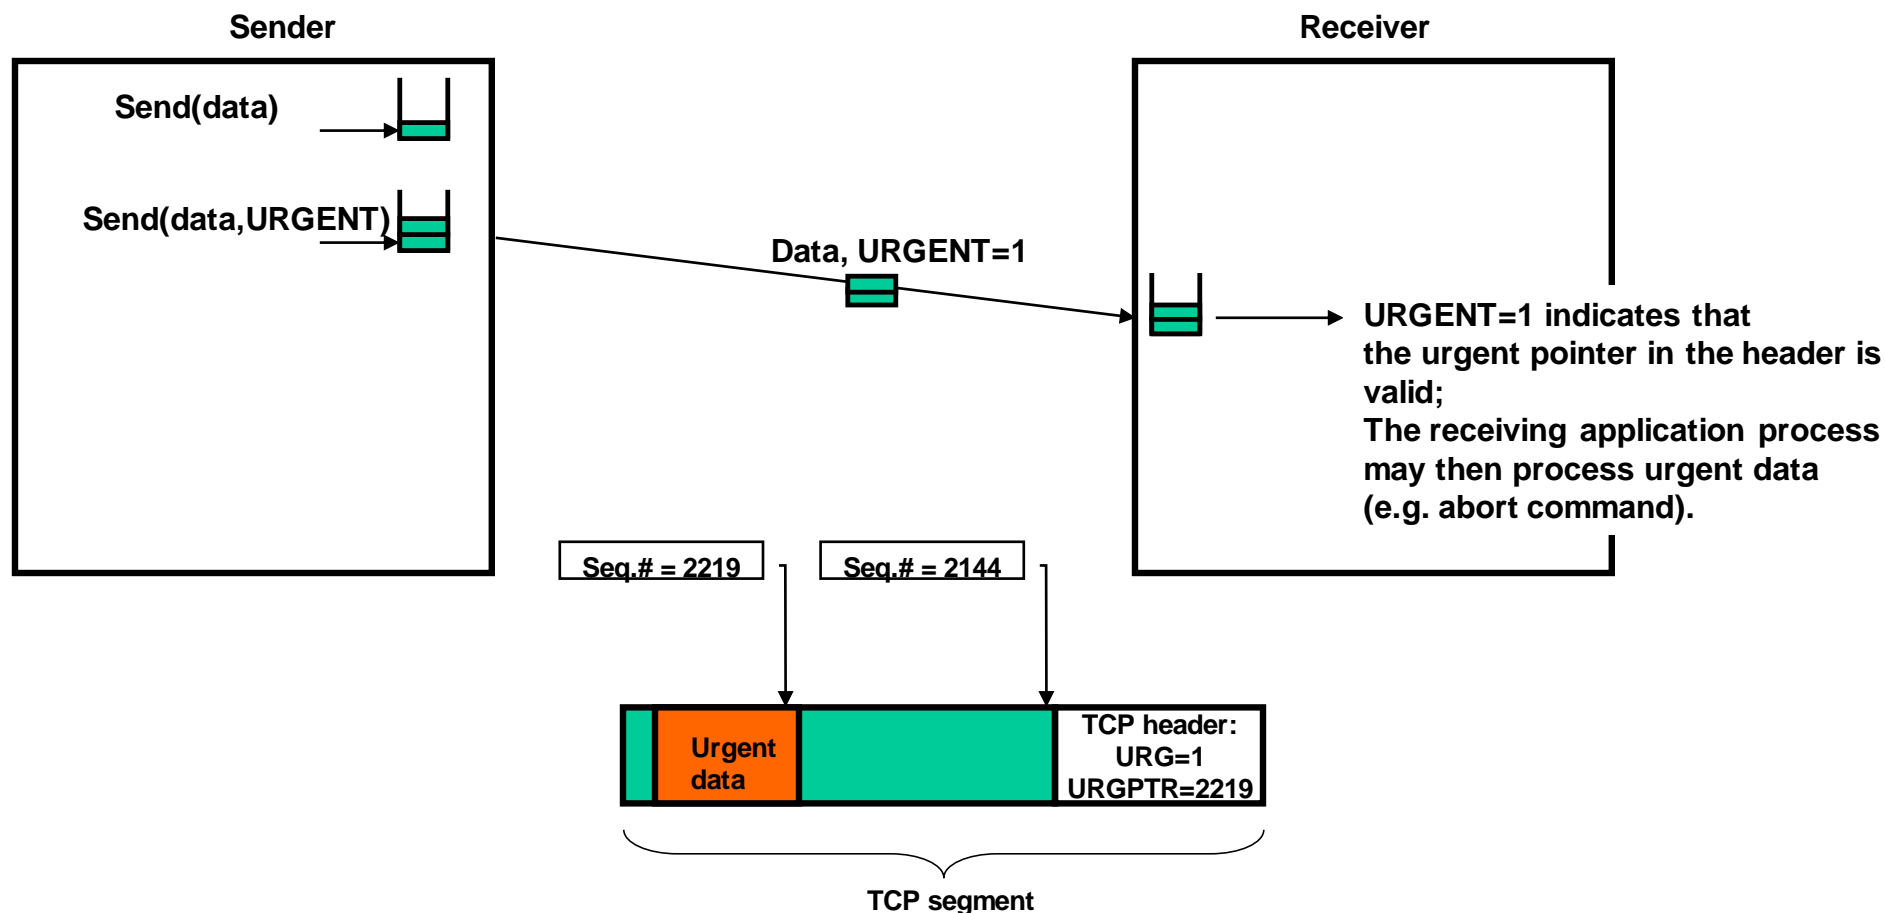 Sender
Receiver
Send(data)
Send(data,URGENT)
Data, URGENT=1
URGENT=1 indicates that
the urgent pointer in the header is
valid;
The receiving application process
may then process urgent data
(e.g. abort command).
Seq.# = 2219
Seq.# = 2144
Urgent
data
TCP header:
URG=1
URGPTR=2219
TCP segment